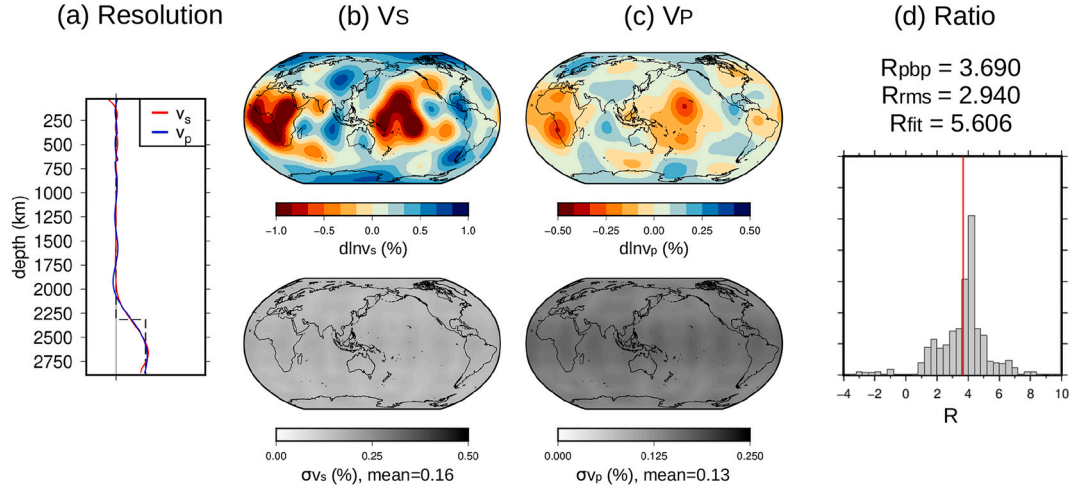 (a) Resolution
(b) VS
(c) VP
(d) Ratio
Rpbp = 3.690
Rrms = 2.940
Rfit = 5.606
vs
vp
depth (km)
250
500
750
1000
1250
1500
1750
2000
2250
2500
2750
−1.0 −0.5 0.0 0.5 1.0
dlnvs (%)
−0.50 −0.25 0.00 0.25 0.50
dlnvp (%)
0.00 0.25 0.50
σvs (%), mean=0.16
0.000 0.125 0.250
σvp (%), mean=0.13
−4 −2 0 2 4 6 8 10
R